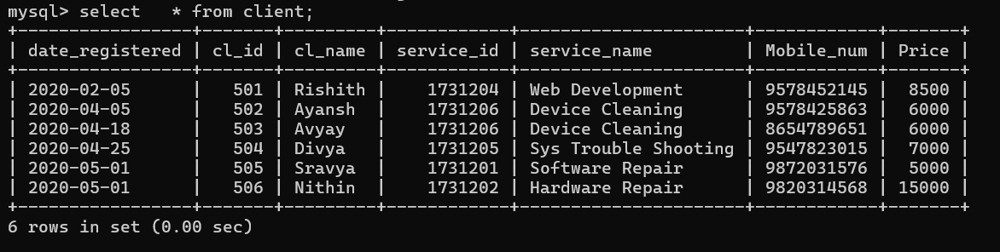 mysql> select   * from client;
+-----------------+-------+---------+------------+---------------------+------------+-------+
| date_registered | cl_id | cl_name | service_id | service_name        | Mobile_num | Price |
+-----------------+-------+---------+------------+---------------------+------------+-------+
| 2020-02-05      |   501 | Rishith |    1731204 | Web Development     | 9578452145 |  8500 |
| 2020-04-05      |   502 | Ayansh  |    1731206 | Device Cleaning     | 9578425863 |  6000 |
| 2020-04-18      |   503 | Avyay   |    1731206 | Device Cleaning     | 8654789651 |  6000 |
| 2020-04-25      |   504 | Divya   |    1731205 | Sys Trouble Shooting | 9547823015 |  7000 |
| 2020-05-01      |   505 | Sravya  |    1731201 | Software Repair     | 9872031576 |  5000 |
| 2020-05-01      |   506 | Nithin  |    1731202 | Hardware Repair     | 9820314568 | 15000 |
+-----------------+-------+---------+------------+---------------------+------------+-------+
6 rows in set (0.00 sec)